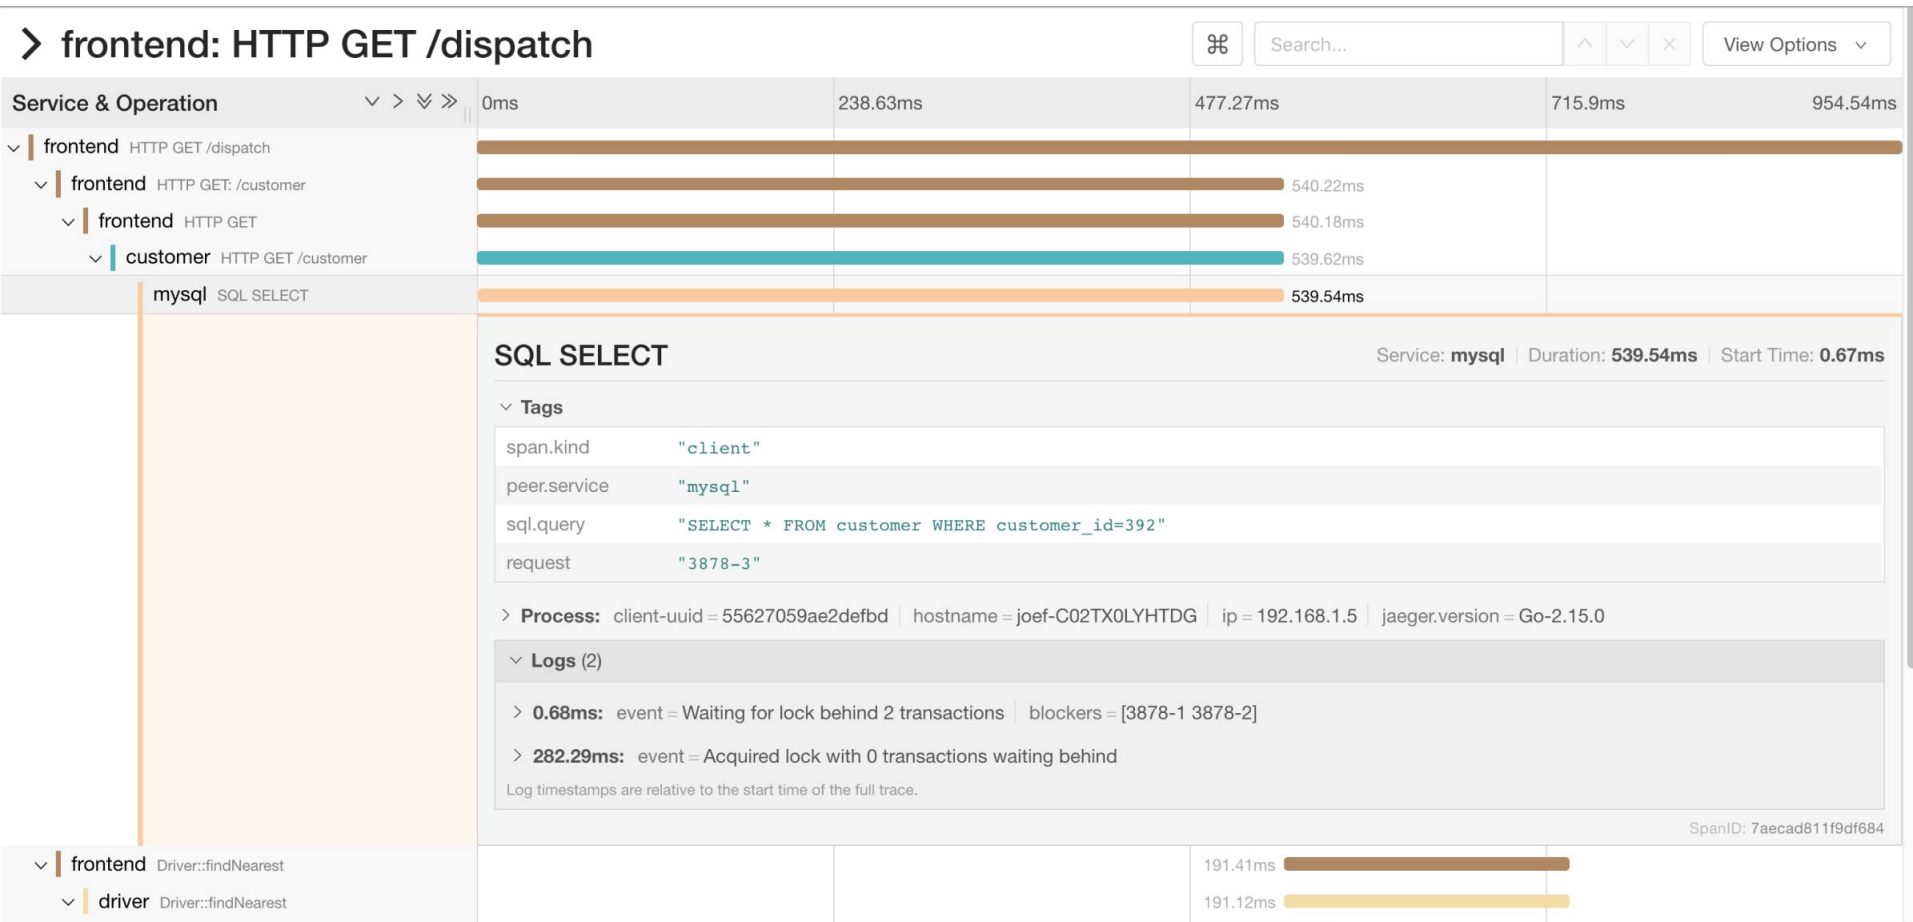 frontend: HTTP GET /dispatch
⌘ Search... View Options
Service & Operation 0ms 238.63ms 477.27ms 715.9ms 954.54ms
frontend HTTP GET /dispatch
frontend HTTP GET: /customer 540.22ms
frontend HTTP GET 540.18ms
customer HTTP GET /customer 539.62ms
mysql SQL SELECT 539.54ms
SQL SELECT Service: mysql Duration: 539.54ms Start Time: 0.67ms
Tags
span.kind "client"
peer.service "mysql"
sql.query "SELECT * FROM customer WHERE customer_id=392"
request "3878-3"
Process: client-uuid = 55627059ae2defbd hostname = joef-C02TX0LYHTDG ip = 192.168.1.5 jaeger.version = Go-2.15.0
Logs (2)
0.68ms: event = Waiting for lock behind 2 transactions blockers = [3878-1 3878-2]
282.29ms: event = Acquired lock with 0 transactions waiting behind
Log timestamps are relative to the start time of the full trace.
SpanID: 7aecad811f9df684
frontend Driver::findNearest 191.41ms
driver Driver::findNearest 191.12ms